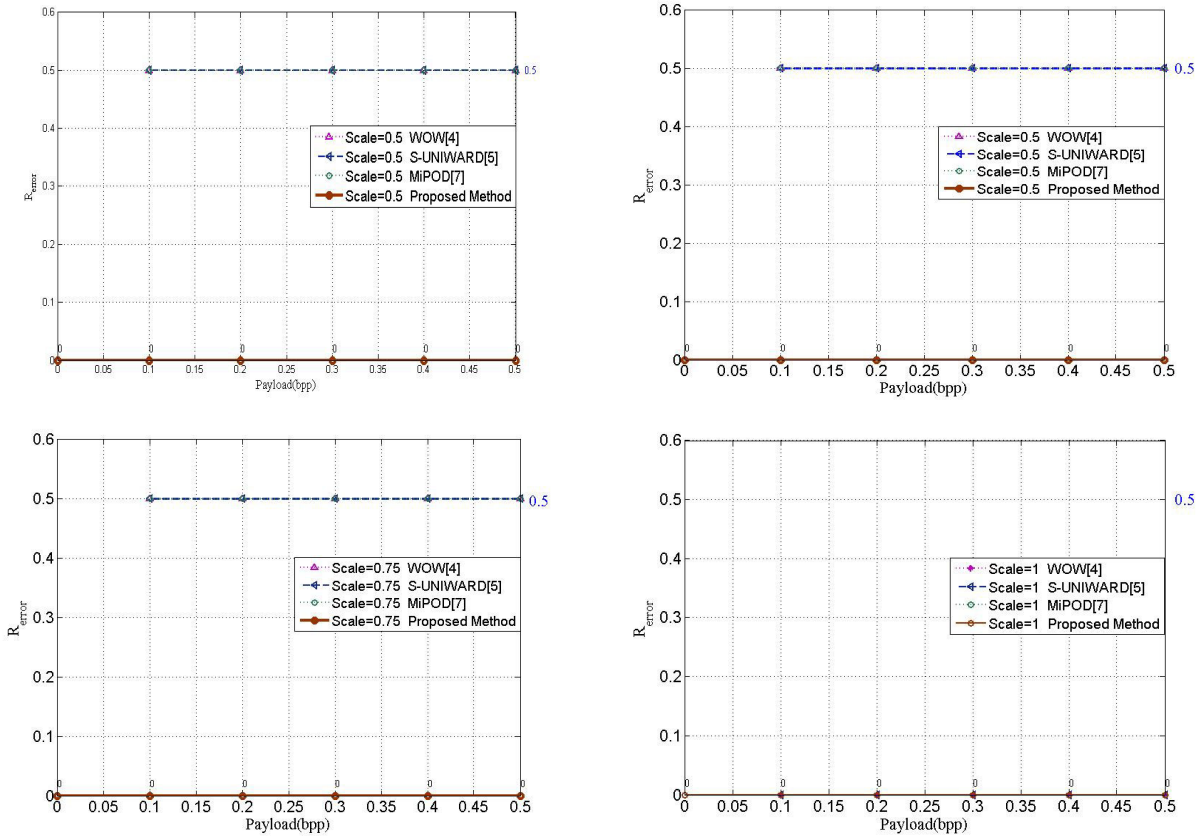 0.6
0.5
0.4
0.3
0.2
0.1
0
R_error
0.5
Scale=0.5 WOW[4]
Scale=0.5 S-UNIWARD[5]
Scale=0.5 MiPOD[7]
Scale=0.5 Proposed Method
0 0 0 0 0 0
0 0.05 0.1 0.15 0.2 0.25 0.3 0.35 0.4 0.45 0.5
Payload(bpp)
0.6
0.5
0.4
0.3
0.2
0.1
0
R_error
0.5
Scale=0.5 WOW[4]
Scale=0.5 S-UNIWARD[5]
Scale=0.5 MiPOD[7]
Scale=0.5 Proposed Method
0 0 0 0 0 0
0 0.05 0.1 0.15 0.2 0.25 0.3 0.35 0.4 0.45 0.5
Payload(bpp)
0.6
0.5
0.4
0.3
0.2
0.1
0
R_error
0.5
Scale=0.75 WOW[4]
Scale=0.75 S-UNIWARD[5]
Scale=0.75 MiPOD[7]
Scale=0.75 Proposed Method
0 0 0 0 0 0
0 0.05 0.1 0.15 0.2 0.25 0.3 0.35 0.4 0.45 0.5
Payload(bpp)
0.6
0.5
0.4
0.3
0.2
0.1
0
R_error
0.5
Scale=1 WOW[4]
Scale=1 S-UNIWARD[5]
Scale=1 MiPOD[7]
Scale=1 Proposed Method
0 0 0 0 0 0
0 0.05 0.1 0.15 0.2 0.25 0.3 0.35 0.4 0.45 0.5
Payload(bpp)